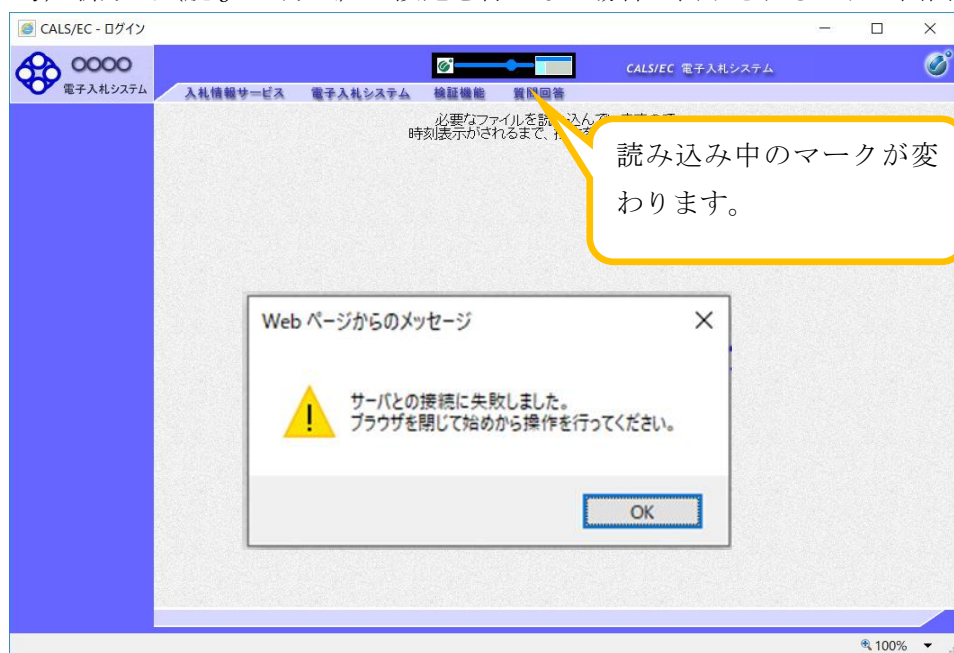 CALS/EC - ログイン
〇〇〇〇
電子入札システム
CALS/EC 電子入札システム
入札情報サービス 電子入札システム 検証機能 質問回答
必要なファイルを読み込ん
時刻表示がされるまで、
読み込み中のマークが変
わります。
Web ページからのメッセージ
サーバとの接続に失敗しました。
ブラウザを閉じて始めから操作を行ってください。
OK
100%